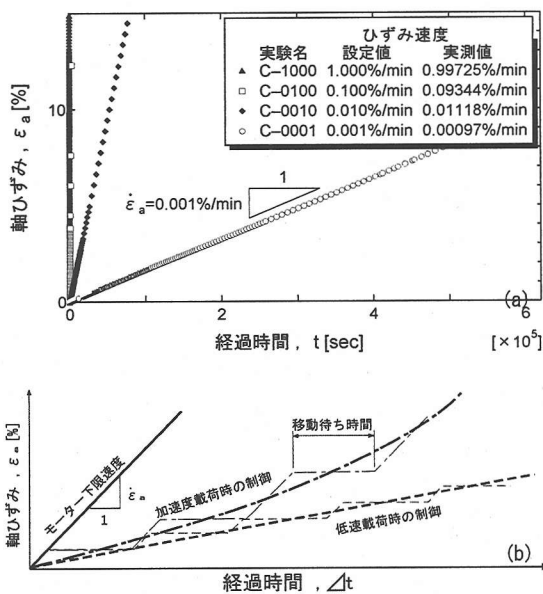 ひずみ速度
実験名 設定値 実測値
▲ C-1000 1.000%/min 0.99725%/min
□ C-0100 0.100%/min 0.09344%/min
◆ C-0010 0.010%/min 0.01118%/min
○ C-0001 0.001%/min 0.00097%/min
軸ひずみ, εa[%]
10
0
1
ε̇a=0.001%/min
(a)
0 2 4 6
経過時間, t[sec] [×10⁵]
移動待ち時間
モーター下限速度
加速度載荷時の制御
1
ε̇a
低速載荷時の制御
軸ひずみ, εa[%]
(b)
経過時間, Δt